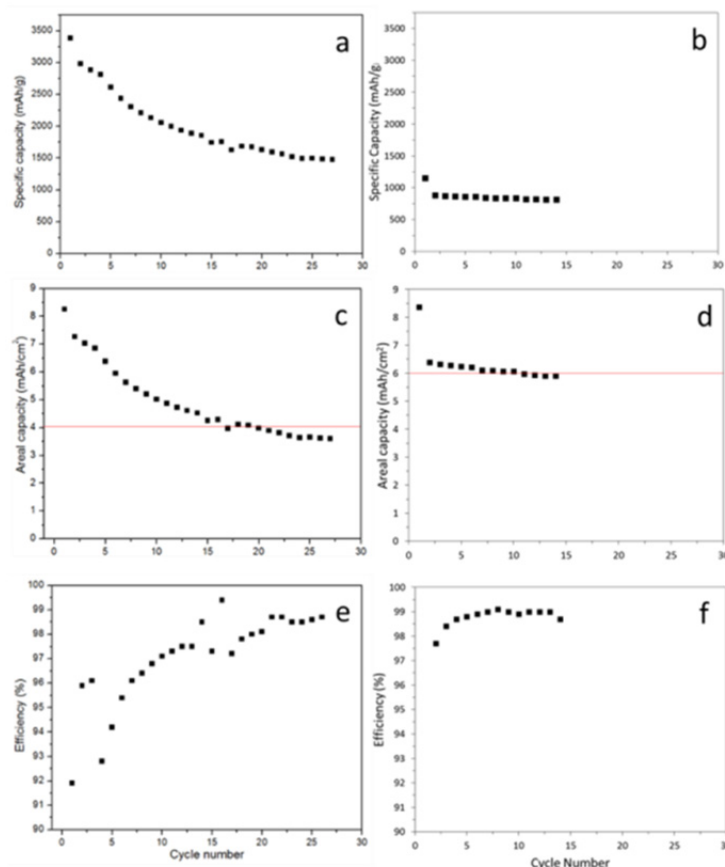 a
Specific capacity (mAh/g)
3500
3000
2500
2000
1500
1000
500
0
0 5 10 15 20 25 30
b
Specific Capacity (mAh/g)
3500
3000
2500
2000
1500
1000
500
0
0 5 10 15 20 25 30
c
Areal capacity (mAh/cm²)
9
8
7
6
5
4
3
2
1
0
0 5 10 15 20 25 30
d
Areal capacity (mAh/cm²)
9
8
7
6
5
4
3
2
1
0
0 5 10 15 20 25 30
e
Efficiency (%)
100
99
98
97
96
95
94
93
92
91
90
0 5 10 15 20 25 30
Cycle number
f
Efficiency (%)
100
99
98
97
96
95
94
93
92
91
90
0 5 10 15 20 25 30
Cycle Number